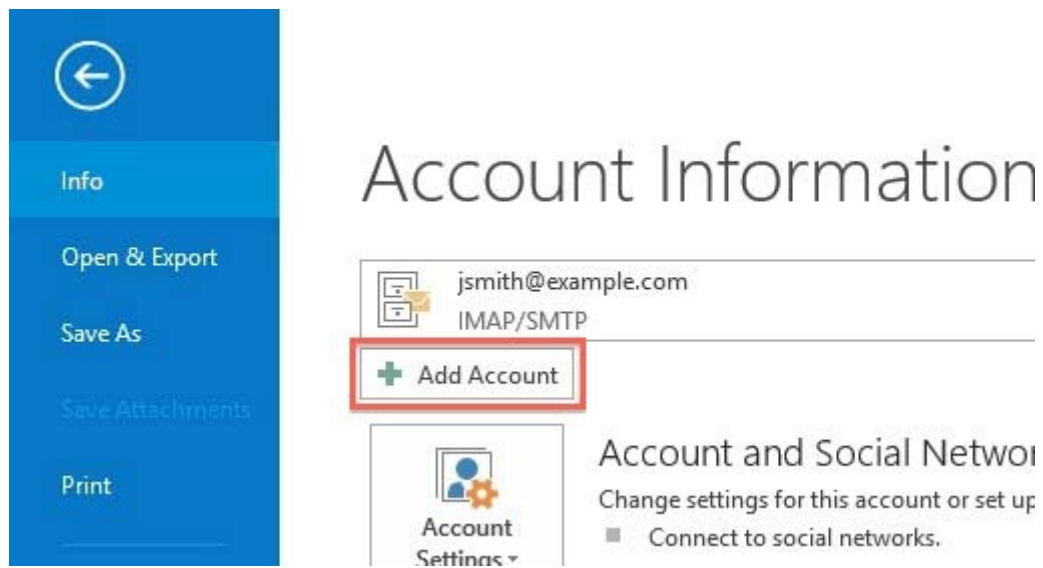 Info
Open & Export
Save As
Save Attachments
Print
Account Information
jsmith@example.com
IMAP/SMTP
Add Account
Account
Settings
Account and Social Networ
Change settings for this account or set up
Connect to social networks.